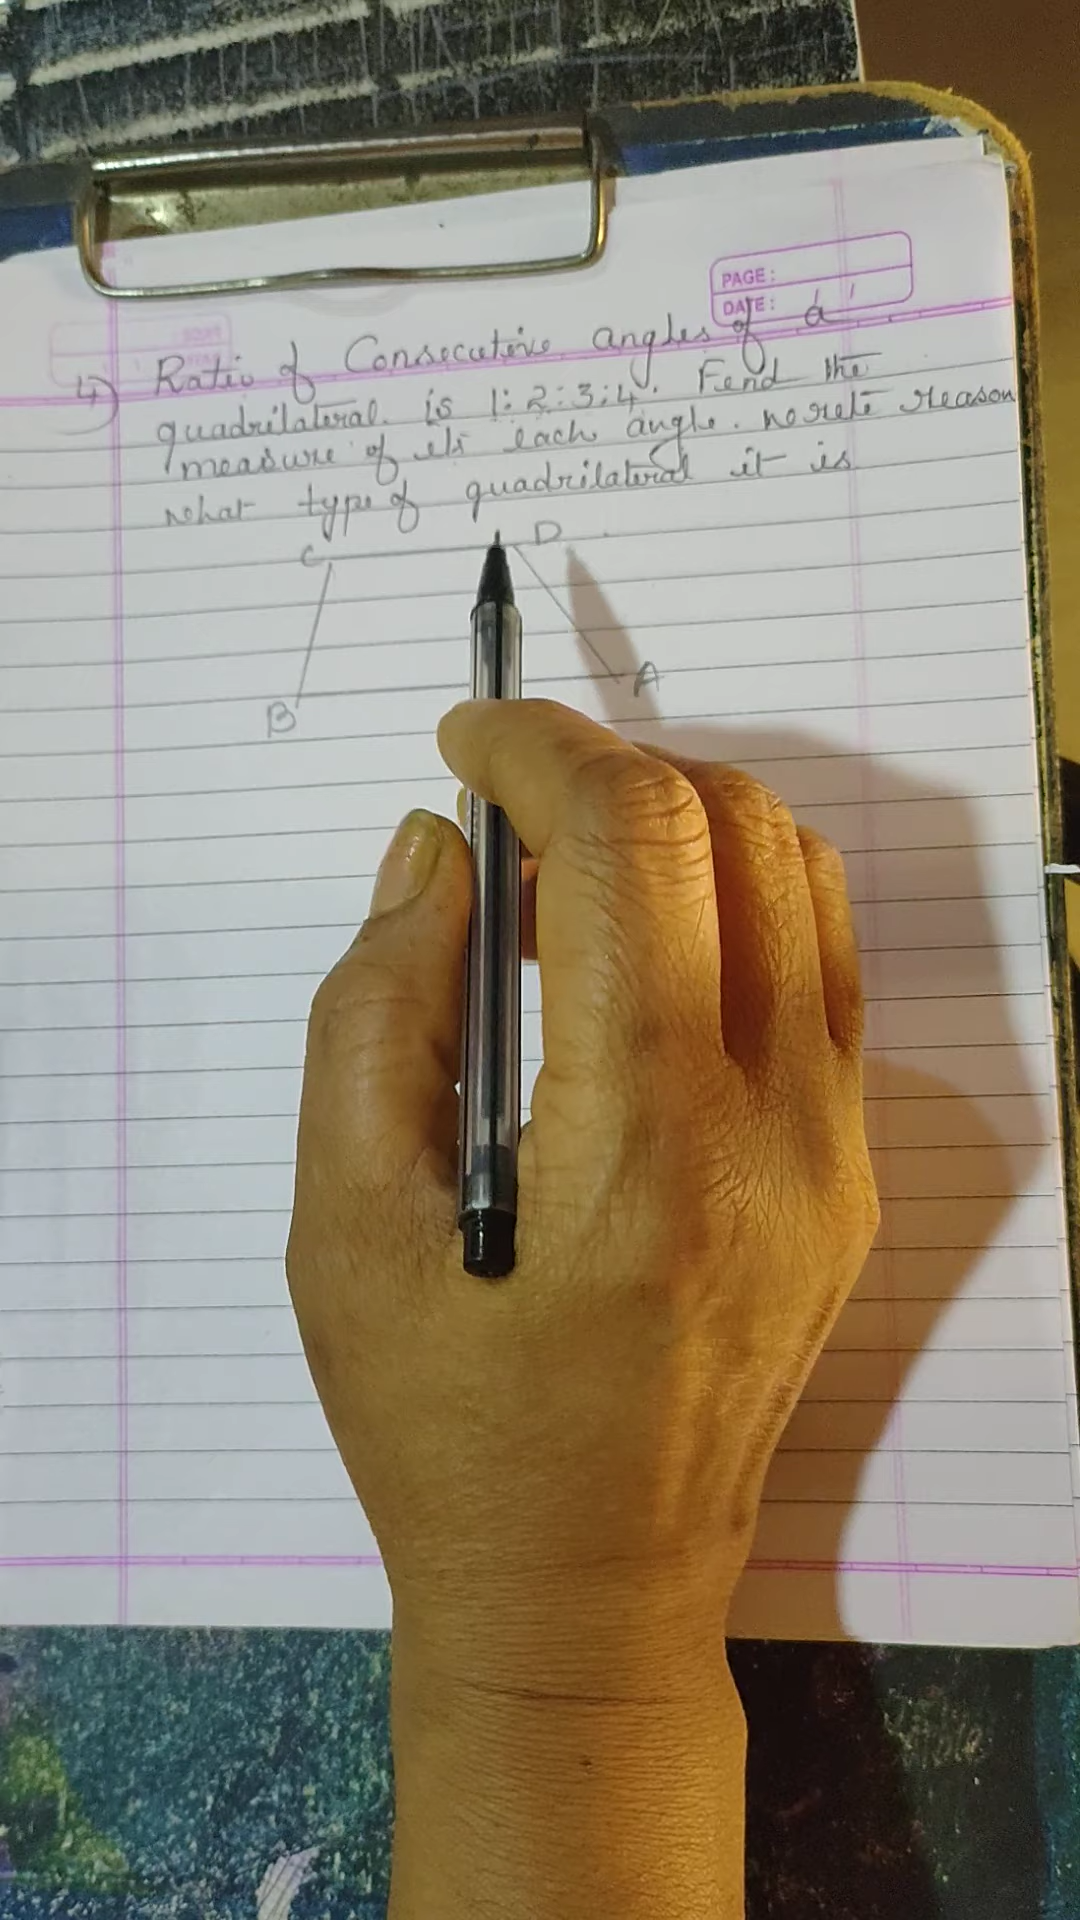 PAGE:
DATE:
4) Ratio of Consecutive angles of a
quadrilateral is 1:2:3:4. Find the
measure of its each angle. write reason
what type of quadrilateral it is
C D
B A